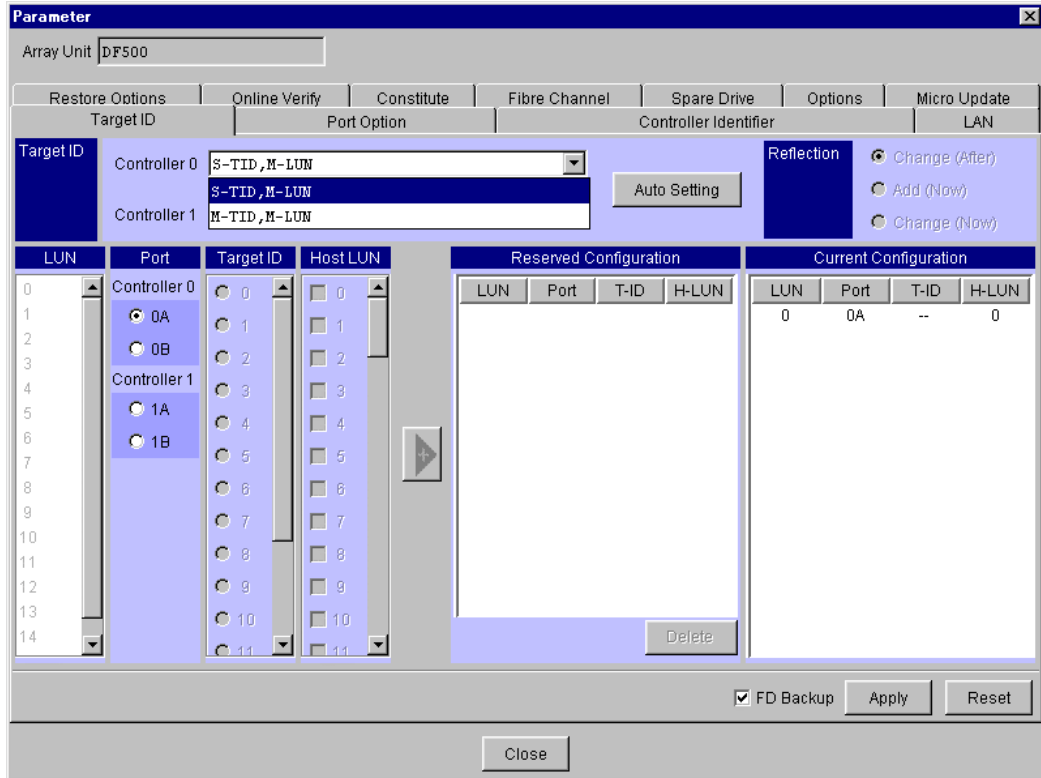 Parameter
Array Unit DF500
Restore Options Online Verify Constitute Fibre Channel Spare Drive Options Micro Update
Target ID Port Option Controller Identifier LAN
Target ID
Controller 0 S-TID,M-LUN
S-TID,M-LUN
M-TID,M-LUN
Controller 1
Auto Setting
Reflection
Change (After)
Add (Now)
Change (Now)
LUN
0
1
2
3
4
5
6
7
8
9
10
11
12
13
14
Port
Controller 0
0A
0B
Controller 1
1A
1B
Target ID
0
1
2
3
4
5
6
7
8
9
10
11
Host LUN
0
1
2
3
4
5
6
7
8
9
10
11
+
Reserved Configuration
LUN Port T-ID H-LUN
Delete
Current Configuration
LUN Port T-ID H-LUN
0 0A -- 0
FD Backup Apply Reset
Close